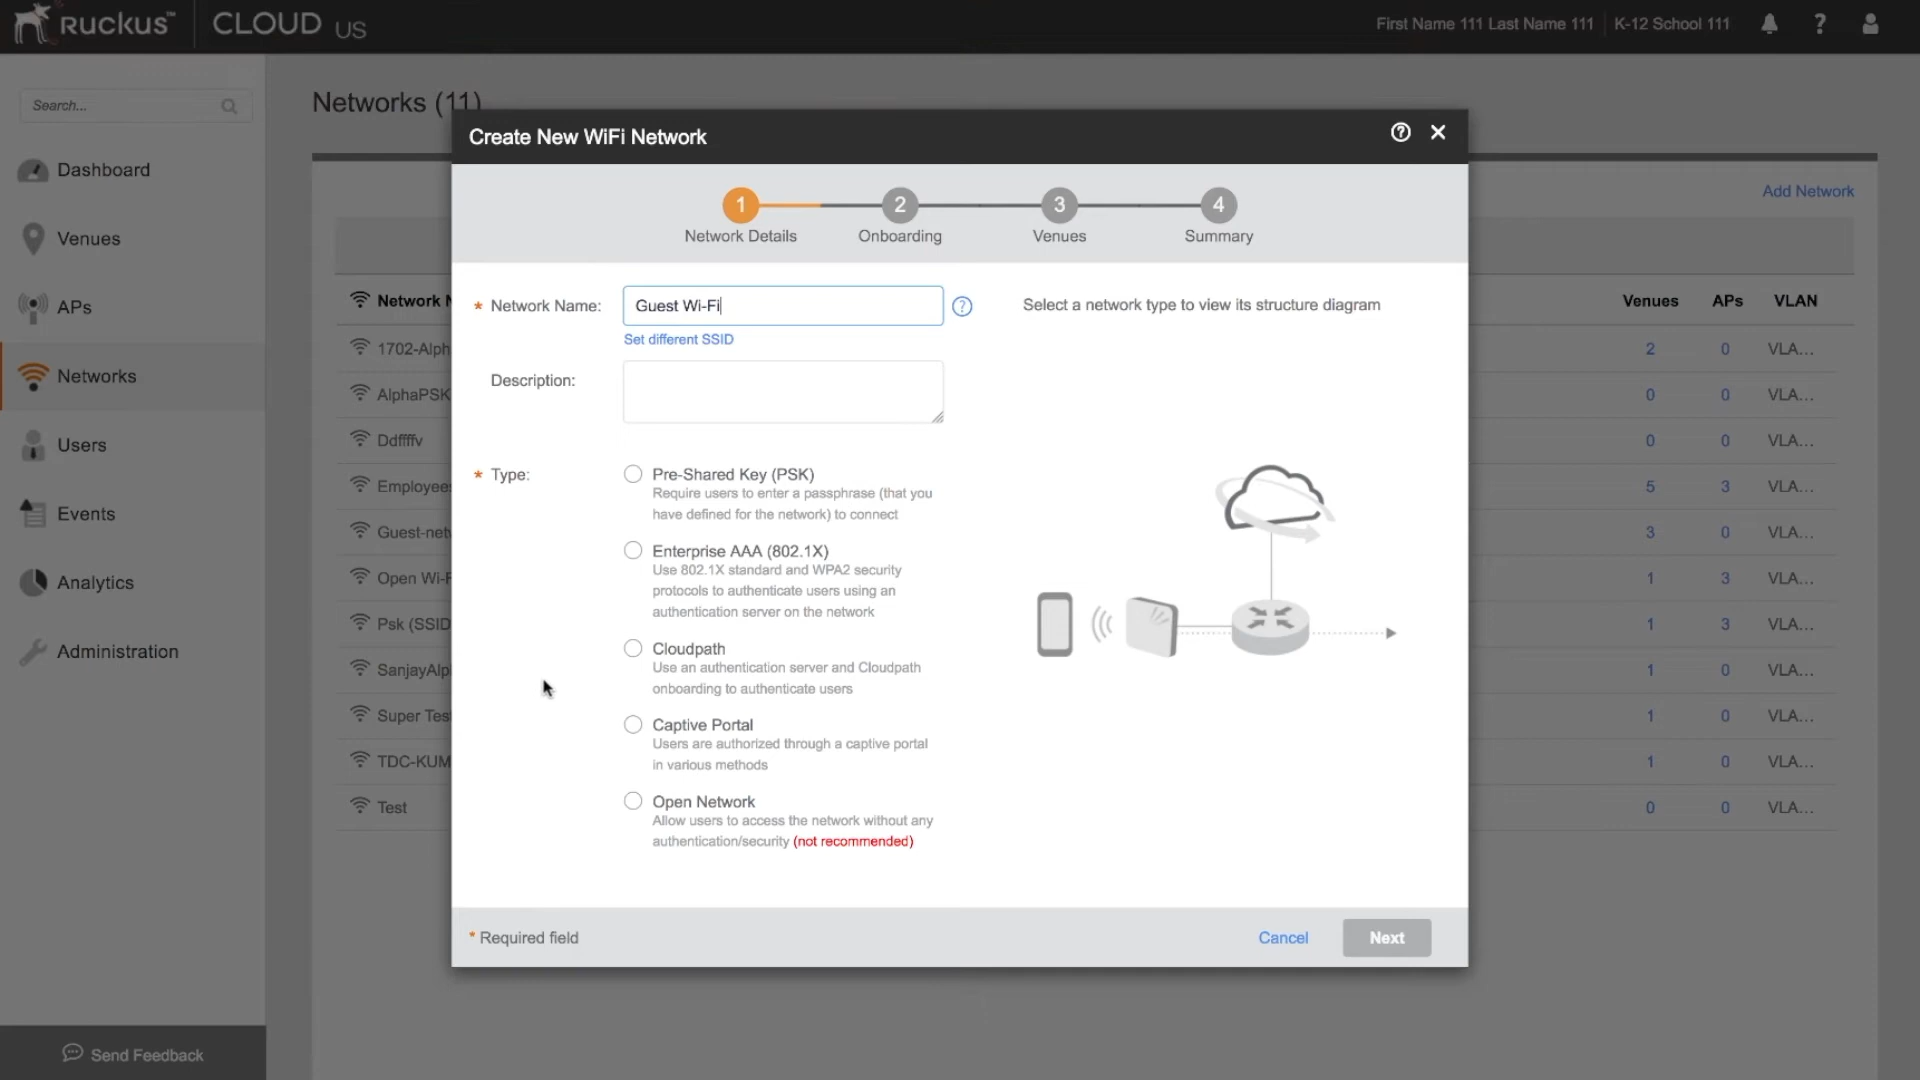 RUCKUS™ CLOUD US
First Name 111 Last Name 111
K-12 School 111
?
Search...
Dashboard
Venues
APs
Networks
Users
Events
Analytics
Administration
Send Feedback
Networks (11)
Add Network
Network N
Venues APs VLAN
1702-Alph 2 0 VLA...
AlphaPSK 0 0 VLA...
Ddffffv 0 0 VLA...
Employee 5 3 VLA...
Guest-net 3 0 VLA...
Open Wi-F 1 3 VLA...
Psk (SSID 1 3 VLA...
SanjayAlp 1 0 VLA...
Super Tes 1 0 VLA...
TDC-KUM 1 0 VLA...
Test 0 0 VLA...
Create New WiFi Network
?
1 2 3 4
Network Details Onboarding Venues Summary
* Network Name: Guest Wi-Fi ?
Set different SSID
Description:
* Type:
Pre-Shared Key (PSK)
Require users to enter a passphrase (that you
have defined for the network) to connect
Enterprise AAA (802.1X)
Use 802.1X standard and WPA2 security
protocols to authenticate users using an
authentication server on the network
Cloudpath
Use an authentication server and Cloudpath
onboarding to authenticate users
Captive Portal
Users are authorized through a captive portal
in various methods
Open Network
Allow users to access the network without any
authentication/security (not recommended)
Select a network type to view its structure diagram
* Required field
Cancel
Next